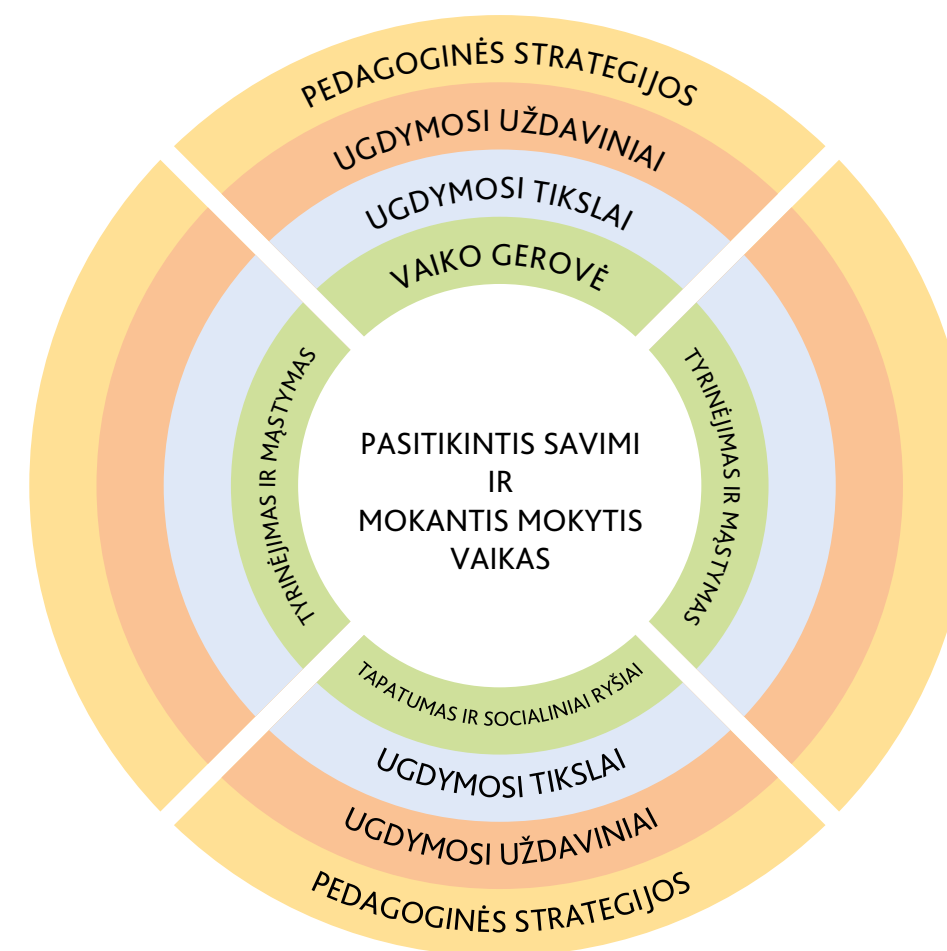 PEDAGOGINĖS STRATEGIJOS
UGDYMOSI UŽDAVINIAI
UGDYMOSI TIKSLAI
VAIKO GEROVĖ
TYRINĖJIMAS IR MĄSTYMAS
PASITIKINTIS SAVIMI
IR
MOKANTIS MOKYTIS
VAIKAS
TYRINĖJIMAS IR MĄSTYMAS
TAPATUMAS IR SOCIALINIAI RYŠIAI
UGDYMOSI TIKSLAI
UGDYMOSI UŽDAVINIAI
PEDAGOGINĖS STRATEGIJOS